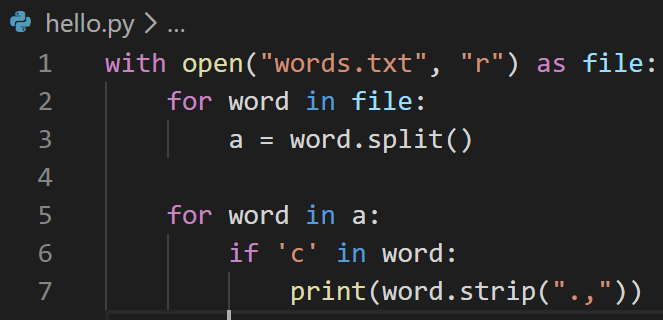 hello.py > ...
1 with open("words.txt", "r") as file:
2     for word in file:
3         a = word.split()
4
5     for word in a:
6         if 'c' in word:
7             print(word.strip(".,"))